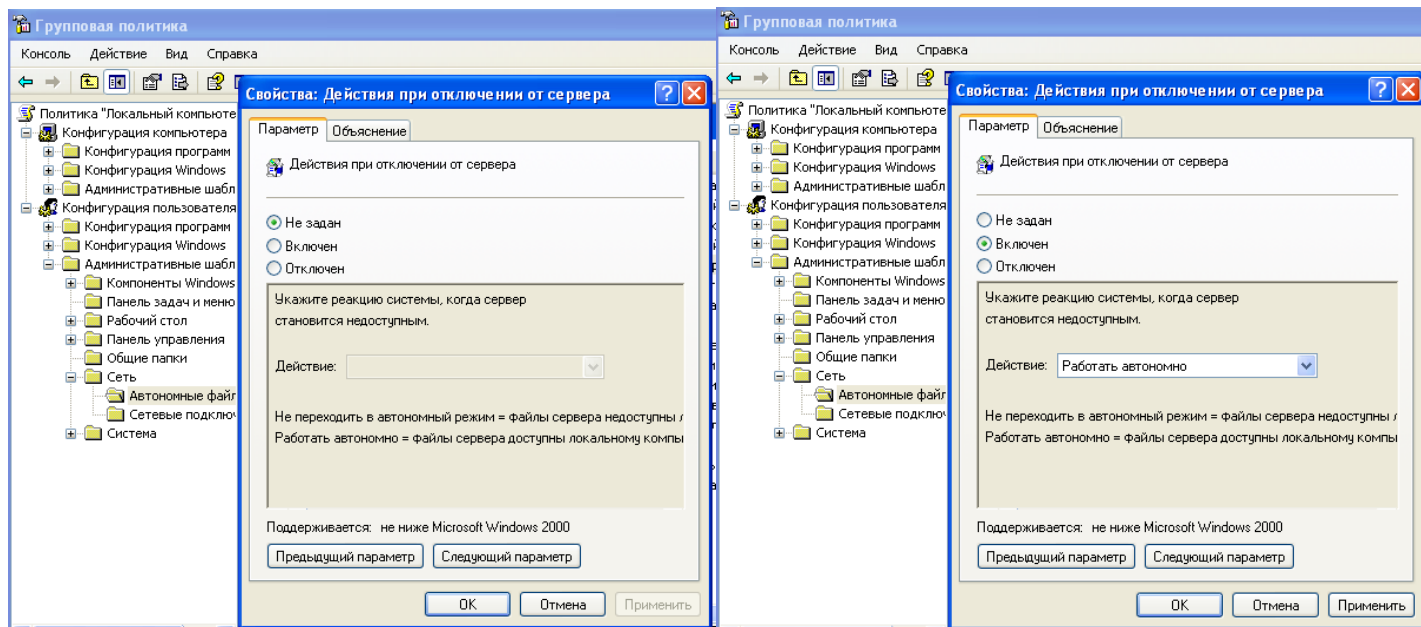 Групповая политика
Консоль Действие Вид Справка
Свойства: Действия при отключении от сервера
Политика "Локальный компьюте
Конфигурация компьютера
Конфигурация программ
Конфигурация Windows
Административные шабл
Конфигурация пользователя
Конфигурация программ
Конфигурация Windows
Административные шабл
Компоненты Windows
Панель задач и меню
Рабочий стол
Панель управления
Общие папки
Сеть
Автономные файл
Сетевые подключ
Система
Параметр Объяснение
Действия при отключении от сервера
Не задан
Включен
Отключен
Укажите реакцию системы, когда сервер
становится недоступным.
Действие:
Не переходить в автономный режим = файлы сервера недоступны л
Работать автономно = файлы сервера доступны локальному компы
Поддерживается: не ниже Microsoft Windows 2000
Предыдущий параметр Следующий параметр
OK Отмена Применить
Групповая политика
Консоль Действие Вид Справка
Свойства: Действия при отключении от сервера
Политика "Локальный компьюте
Конфигурация компьютера
Конфигурация программ
Конфигурация Windows
Административные шабл
Конфигурация пользователя
Конфигурация программ
Конфигурация Windows
Административные шабл
Компоненты Windows
Панель задач и меню
Рабочий стол
Панель управления
Общие папки
Сеть
Автономные файл
Сетевые подключ
Система
Параметр Объяснение
Действия при отключении от сервера
Не задан
Включен
Отключен
Укажите реакцию системы, когда сервер
становится недоступным.
Действие: Работать автономно
Не переходить в автономный режим = файлы сервера недоступны л
Работать автономно = файлы сервера доступны локальному компы
Поддерживается: не ниже Microsoft Windows 2000
Предыдущий параметр Следующий параметр
OK Отмена Применить